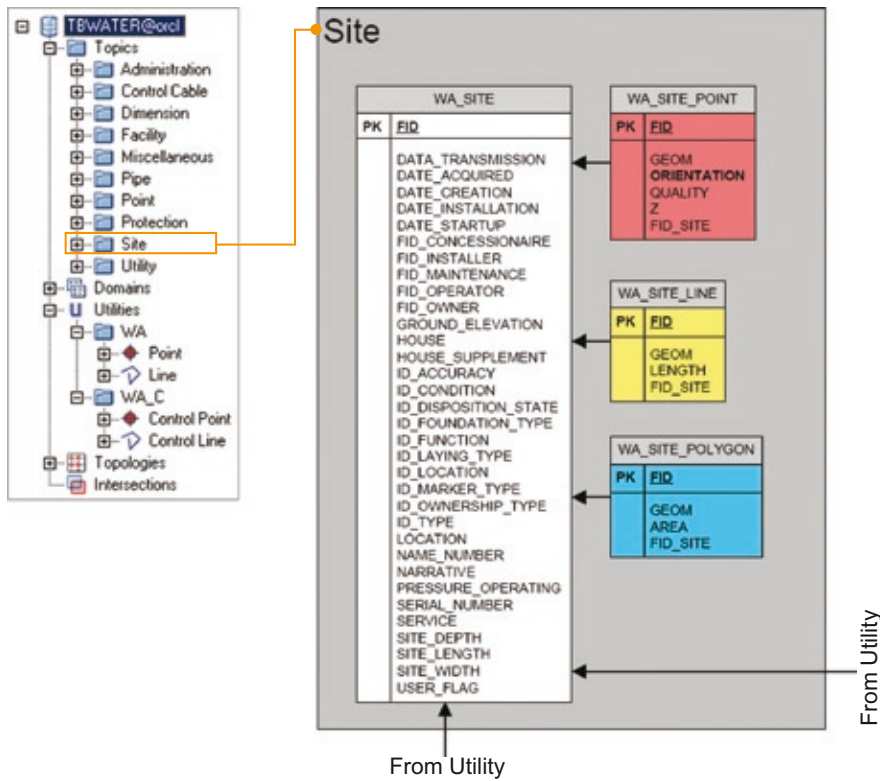 TBWATER@orcl
Topics
Administration
Control Cable
Dimension
Facility
Miscellaneous
Pipe
Point
Protection
Site
Utility
Domains
Utilities
WA
Point
Line
WA_C
Control Point
Control Line
Topologies
Intersections
Site
WA_SITE
PK FID
DATA_TRANSMISSION
DATE_ACQUIRED
DATE_CREATION
DATE_INSTALLATION
DATE_STARTUP
FID_CONCESSIONAIRE
FID_INSTALLER
FID_MAINTENANCE
FID_OPERATOR
FID_OWNER
GROUND_ELEVATION
HOUSE
HOUSE_SUPPLEMENT
ID_ACCURACY
ID_CONDITION
ID_DISPOSITION_STATE
ID_FOUNDATION_TYPE
ID_FUNCTION
ID_LAYING_TYPE
ID_LOCATION
ID_MARKER_TYPE
ID_OWNERSHIP_TYPE
ID_TYPE
LOCATION
NAME_NUMBER
NARRATIVE
PRESSURE_OPERATING
SERIAL_NUMBER
SERVICE
SITE_DEPTH
SITE_LENGTH
SITE_WIDTH
USER_FLAG
WA_SITE_POINT
PK FID
GEOM
ORIENTATION
QUALITY
Z
FID_SITE
WA_SITE_LINE
PK FID
GEOM
LENGTH
FID_SITE
WA_SITE_POLYGON
PK FID
GEOM
AREA
FID_SITE
From Utility
From Utility